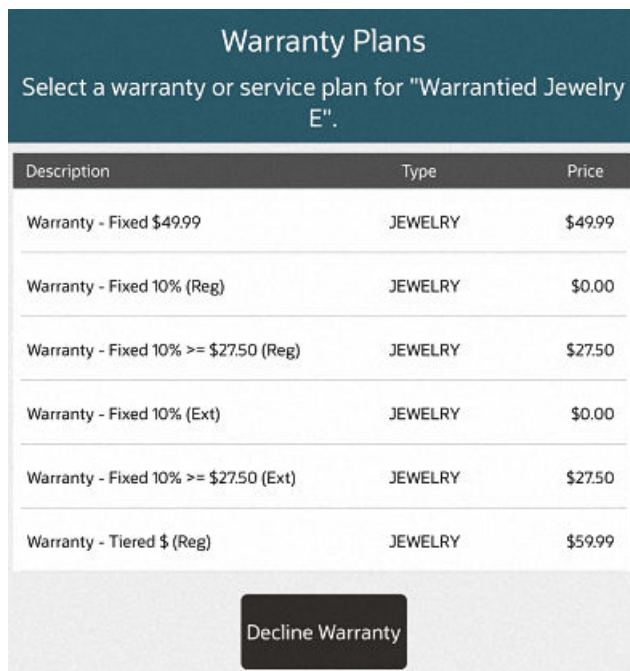 Warranty Plans
Select a warranty or service plan for "Warrantied Jewelry
E".
Description Type Price
Warranty - Fixed $49.99 JEWELRY $49.99
Warranty - Fixed 10% (Reg) JEWELRY $0.00
Warranty - Fixed 10% >= $27.50 (Reg) JEWELRY $27.50
Warranty - Fixed 10% (Ext) JEWELRY $0.00
Warranty - Fixed 10% >= $27.50 (Ext) JEWELRY $27.50
Warranty - Tiered $ (Reg) JEWELRY $59.99
Decline Warranty